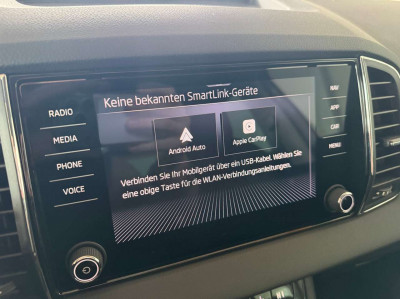 Keine bekannten SmartLink-Geräte
RADIO
MEDIA
PHONE
VOICE
Android Auto
Apple CarPlay
Verbinden Sie Ihr Mobilgerät über ein USB-Kabel. Wählen Sie
eine obige Taste für die WLAN-Verbindungsanleitungen.
NAV
APP
CAR
MENU